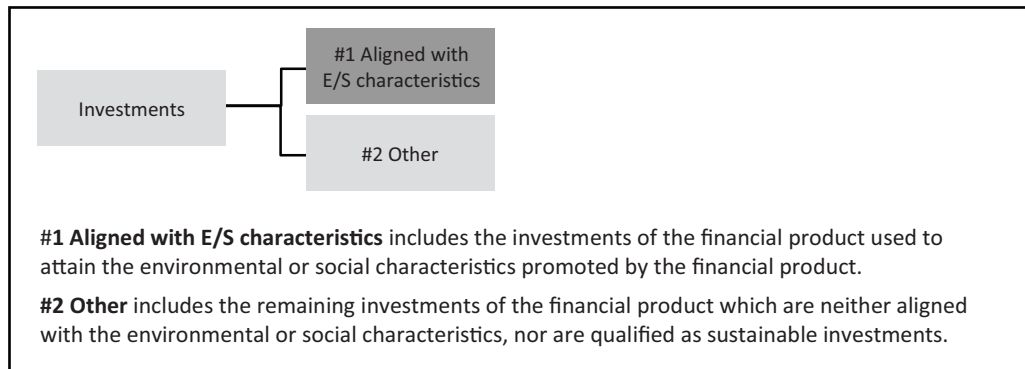 #1 Aligned with
E/S characteristics
Investments
#2 Other
#1 Aligned with E/S characteristics includes the investments of the financial product used to
attain the environmental or social characteristics promoted by the financial product.
#2 Other includes the remaining investments of the financial product which are neither aligned
with the environmental or social characteristics, nor are qualified as sustainable investments.